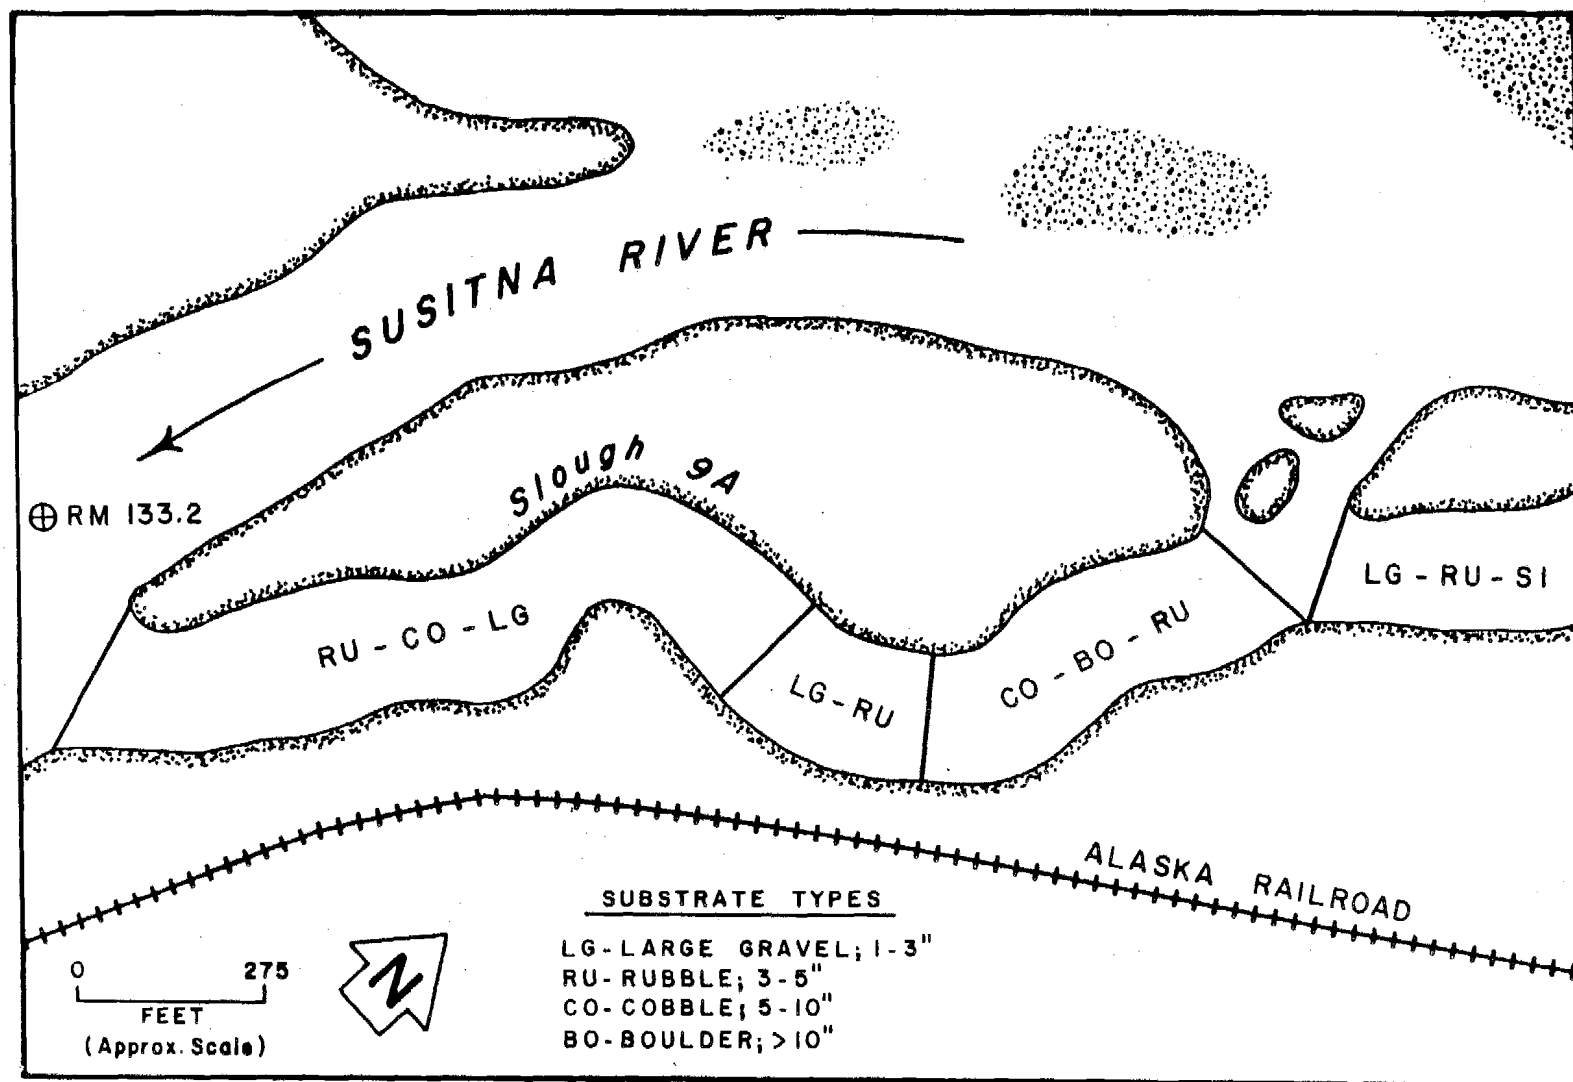 SUSITNA RIVER
Slough 9A
RM 133.2
LG - RU - SI
RU - CO - LG
CO - BO - RU
LG - RU
ALASKA RAILROAD
SUBSTRATE TYPES
LG - LARGE GRAVEL; 1-3"
RU - RUBBLE; 3-5"
CO - COBBLE; 5-10"
BO - BOULDER; >10"
0 275
FEET
(Approx. Scale)
N